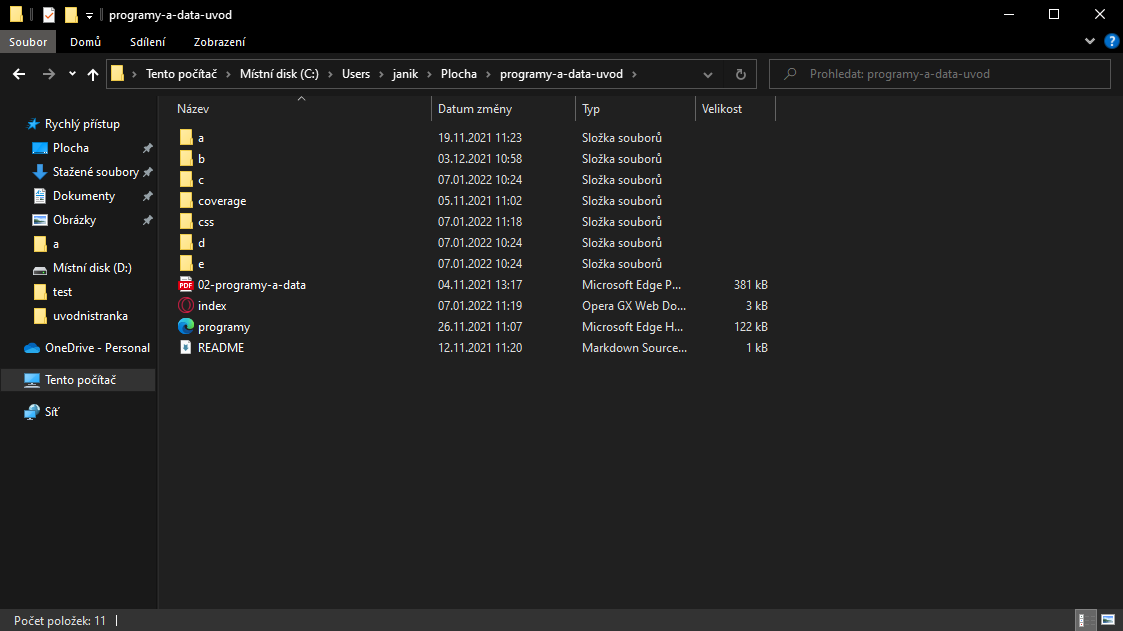 programy-a-data-uvod
Soubor Domů Sdílení Zobrazení ?
Tento počítač Místní disk (C:) Users janik Plocha programy-a-data-uvod Prohledat: programy-a-data-uvod
Rychlý přístup
Plocha
Stažené soubory
Dokumenty
Obrázky
a
Místní disk (D:)
test
uvodnistranka
OneDrive - Personal
Tento počítač
Síť
Název Datum změny Typ Velikost
a 19.11.2021 11:23 Složka souborů
b 03.12.2021 10:58 Složka souborů
c 07.01.2022 10:24 Složka souborů
coverage 05.11.2021 11:02 Složka souborů
css 07.01.2022 11:18 Složka souborů
d 07.01.2022 10:24 Složka souborů
e 07.01.2022 10:24 Složka souborů
PDF 02-programy-a-data 04.11.2021 13:17 Microsoft Edge P... 381 kB
index 07.01.2022 11:19 Opera GX Web Do... 3 kB
programy 26.11.2021 11:07 Microsoft Edge H... 122 kB
README 12.11.2021 11:20 Markdown Source... 1 kB
Počet položek: 11